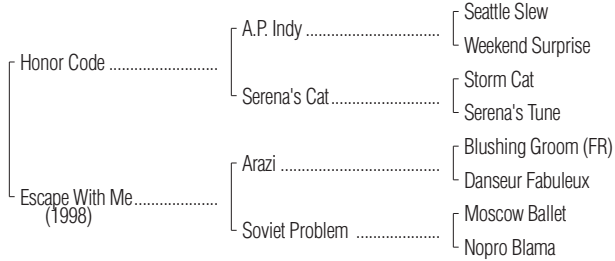 Seattle Slew
A.P. Indy ..............................
Weekend Surprise
Honor Code ........................
Storm Cat
Serena's Cat........................
Serena's Tune
Blushing Groom (FR)
Arazi ...................................
Danseur Fabuleux
Escape With Me...................
(1998)
Moscow Ballet
Soviet Problem ..................
Nopro Blama